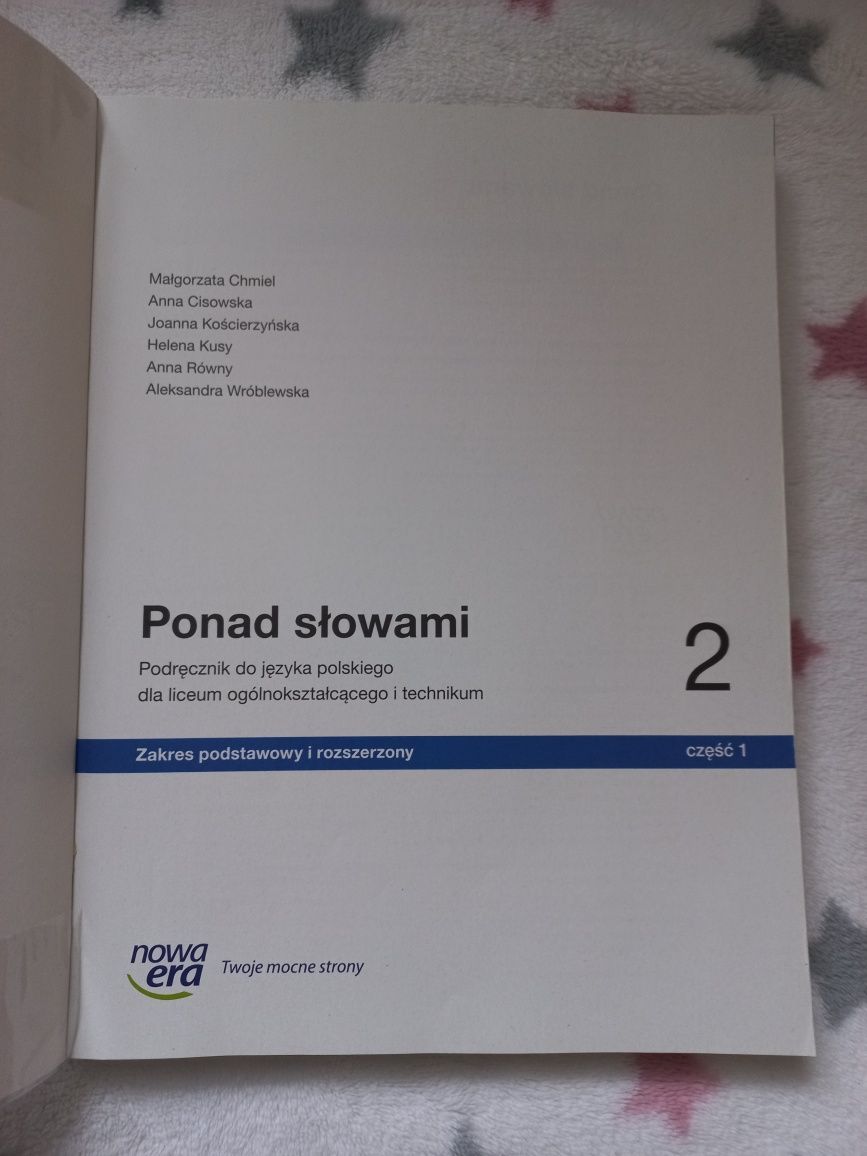 Małgorzata Chmiel
Anna Cisowska
Joanna Kościerzyńska
Helena Kusy
Anna Równy
Aleksandra Wróblewska
Ponad słowami 2
Podręcznik do języka polskiego
dla liceum ogólnokształcącego i technikum
Zakres podstawowy i rozszerzony część 1
nowa
era Twoje mocne strony